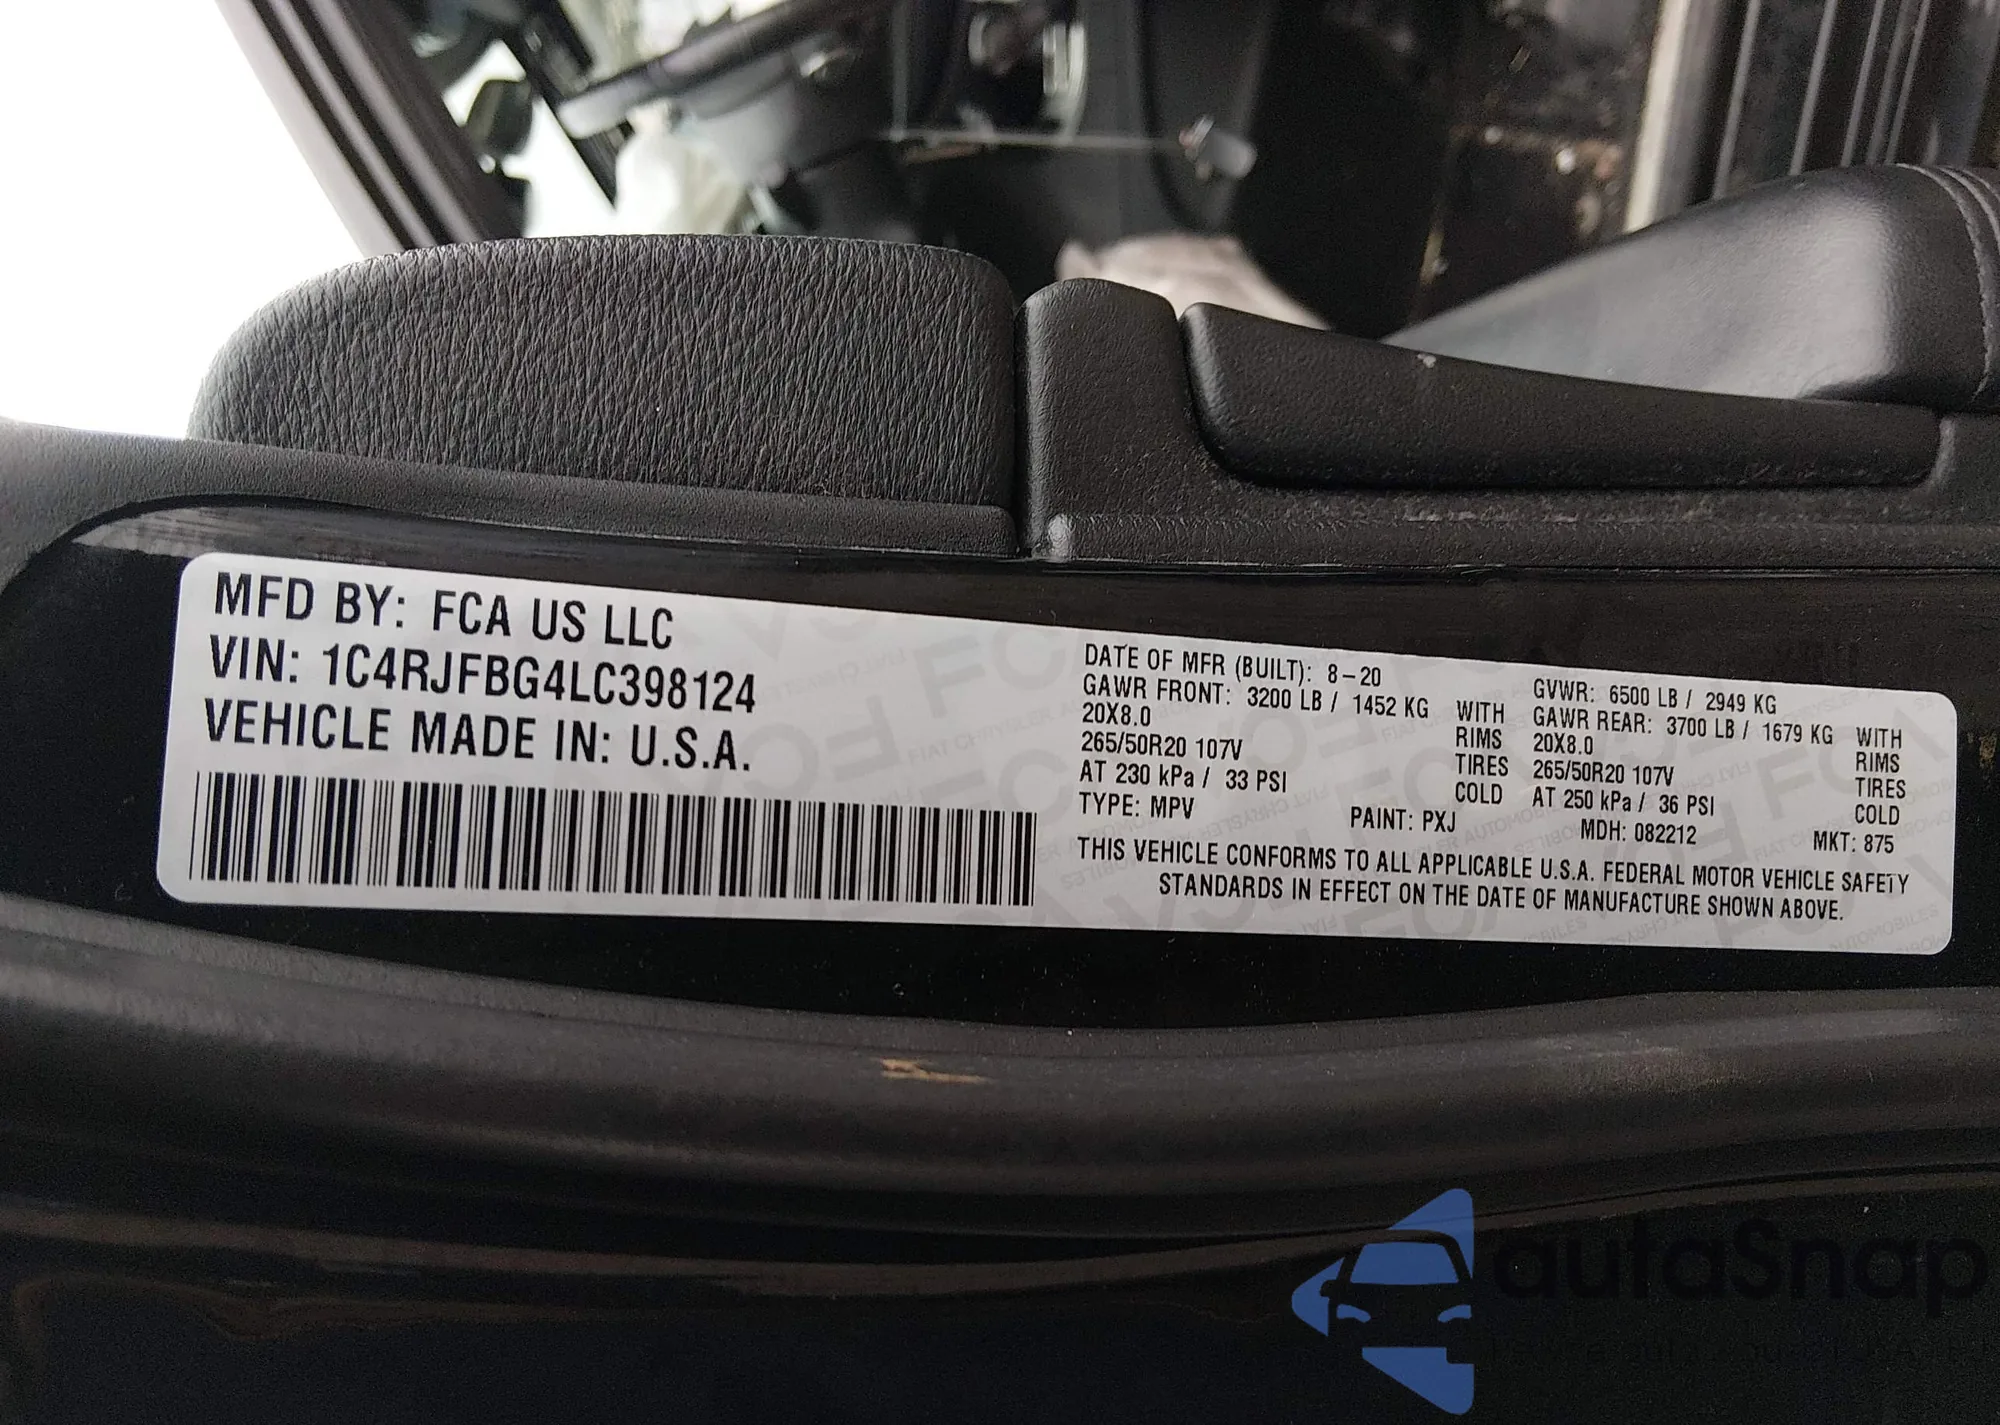 MFD BY: FCA US LLC
VIN: 1C4RJFBG4LC398124
VEHICLE MADE IN: U.S.A.
DATE OF MFR (BUILT): 8-20
GVWR: 6500 LB / 2949 KG
GAWR FRONT: 3200 LB / 1452 KG WITH
20X8.0 RIMS
265/50R20 107V TIRES
AT 230 kPa / 33 PSI COLD
GAWR REAR: 3700 LB / 1679 KG WITH
20X8.0 RIMS
265/50R20 107V TIRES
AT 250 kPa / 36 PSI COLD
TYPE: MPV PAINT: PXJ MDH: 082212 MKT: 875
THIS VEHICLE CONFORMS TO ALL APPLICABLE U.S.A. FEDERAL MOTOR VEHICLE SAFETY
STANDARDS IN EFFECT ON THE DATE OF MANUFACTURE SHOWN ABOVE.
autaSnap